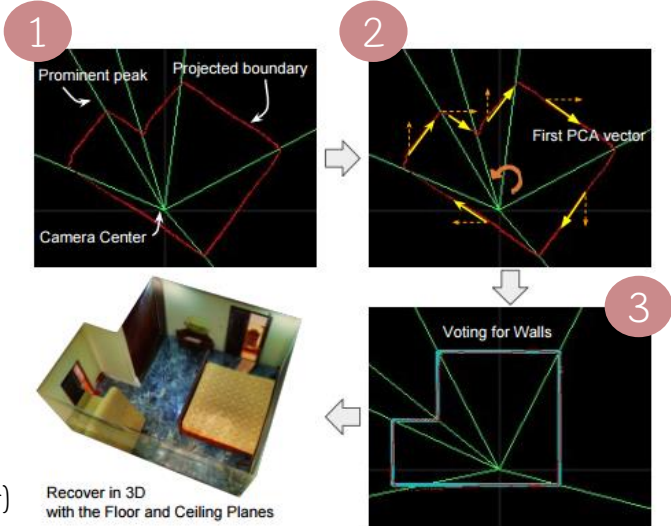 1
2
Prominent peak
Projected boundary
First PCA vector
Camera Center
3
Voting for Walls
)
Recover in 3D
with the Floor and Ceiling Planes